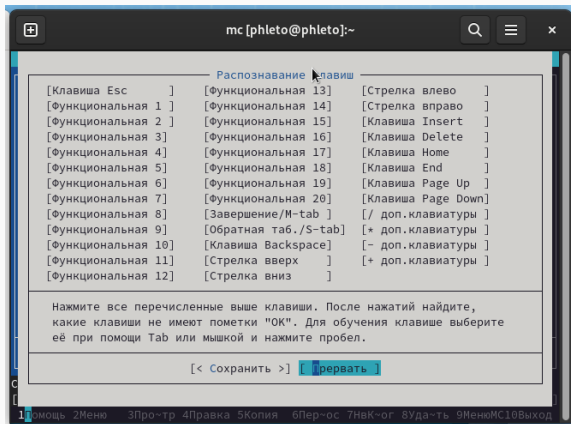 mc [phleto@phleto]:~
Распознавание клавиш
[Клавиша Esc ] [Функциональная 13] [Стрелка влево ]
[Функциональная 1 ] [Функциональная 14] [Стрелка вправо ]
[Функциональная 2 ] [Функциональная 15] [Клавиша Insert ]
[Функциональная 3] [Функциональная 16] [Клавиша Delete ]
[Функциональная 4] [Функциональная 17] [Клавиша Home ]
[Функциональная 5] [Функциональная 18] [Клавиша End ]
[Функциональная 6] [Функциональная 19] [Клавиша Page Up ]
[Функциональная 7] [Функциональная 20] [Клавиша Page Down]
[Функциональная 8] [Завершение/M-tab ] [/ доп.клавиатуры ]
[Функциональная 9] [Обратная таб./S-tab] [* доп.клавиатуры ]
[Функциональная 10] [Клавиша Backspace] [- доп.клавиатуры ]
[Функциональная 11] [Стрелка вверх ] [+ доп.клавиатуры ]
[Функциональная 12] [Стрелка вниз ]
Нажмите все перечисленные выше клавиши. После нажатий найдите,
какие клавиши не имеют пометки "OK". Для обучения клавише выберите
её при помощи Tab или мышкой и нажмите пробел.
[< Сохранить >] [ Прервать ]
1Помощь 2Меню 3Про~тр 4Правка 5Копия 6Пер~ос 7НвК~ог 8Уда~ть 9МенюMC10Выход